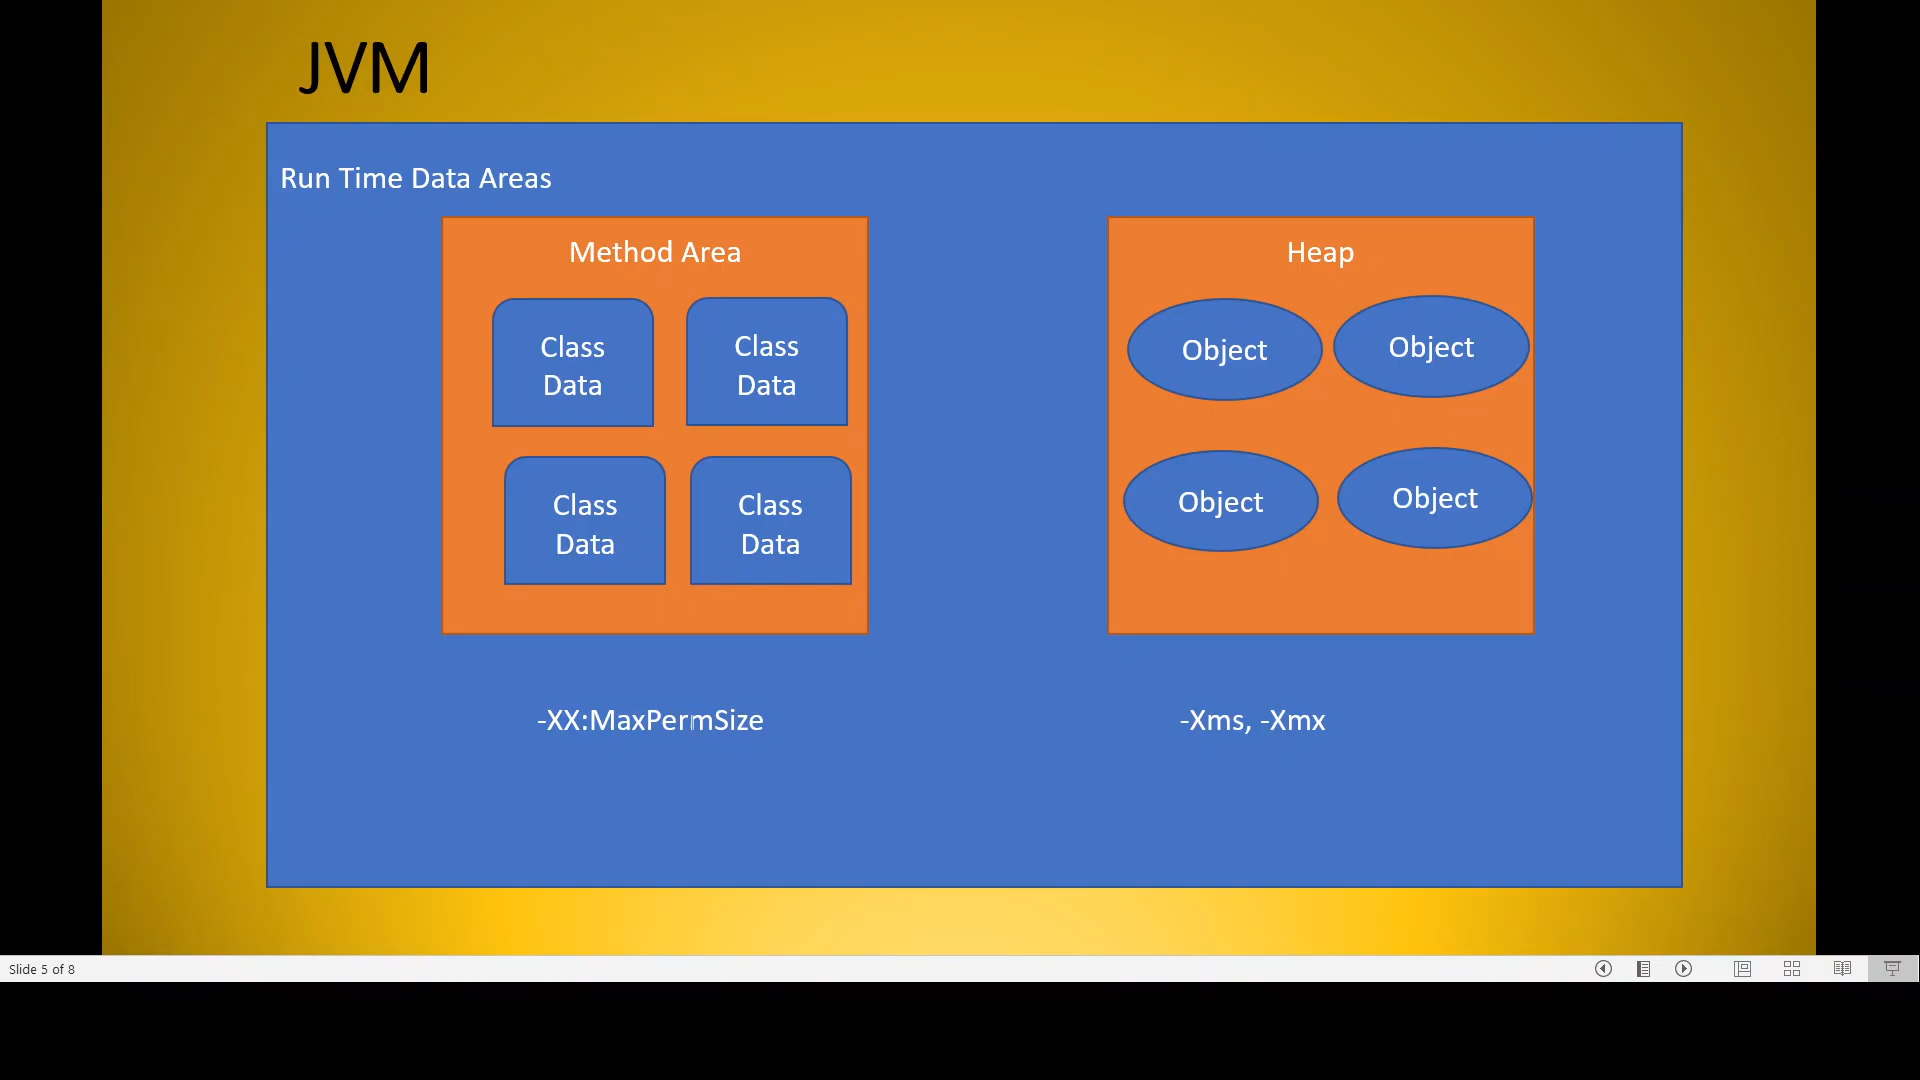 JVM
Run Time Data Areas
Method Area
Class
Data
Class
Data
Class
Data
Class
Data
-XX:MaxPermSize
Heap
Object
Object
Object
Object
-Xms, -Xmx
Slide 5 of 8